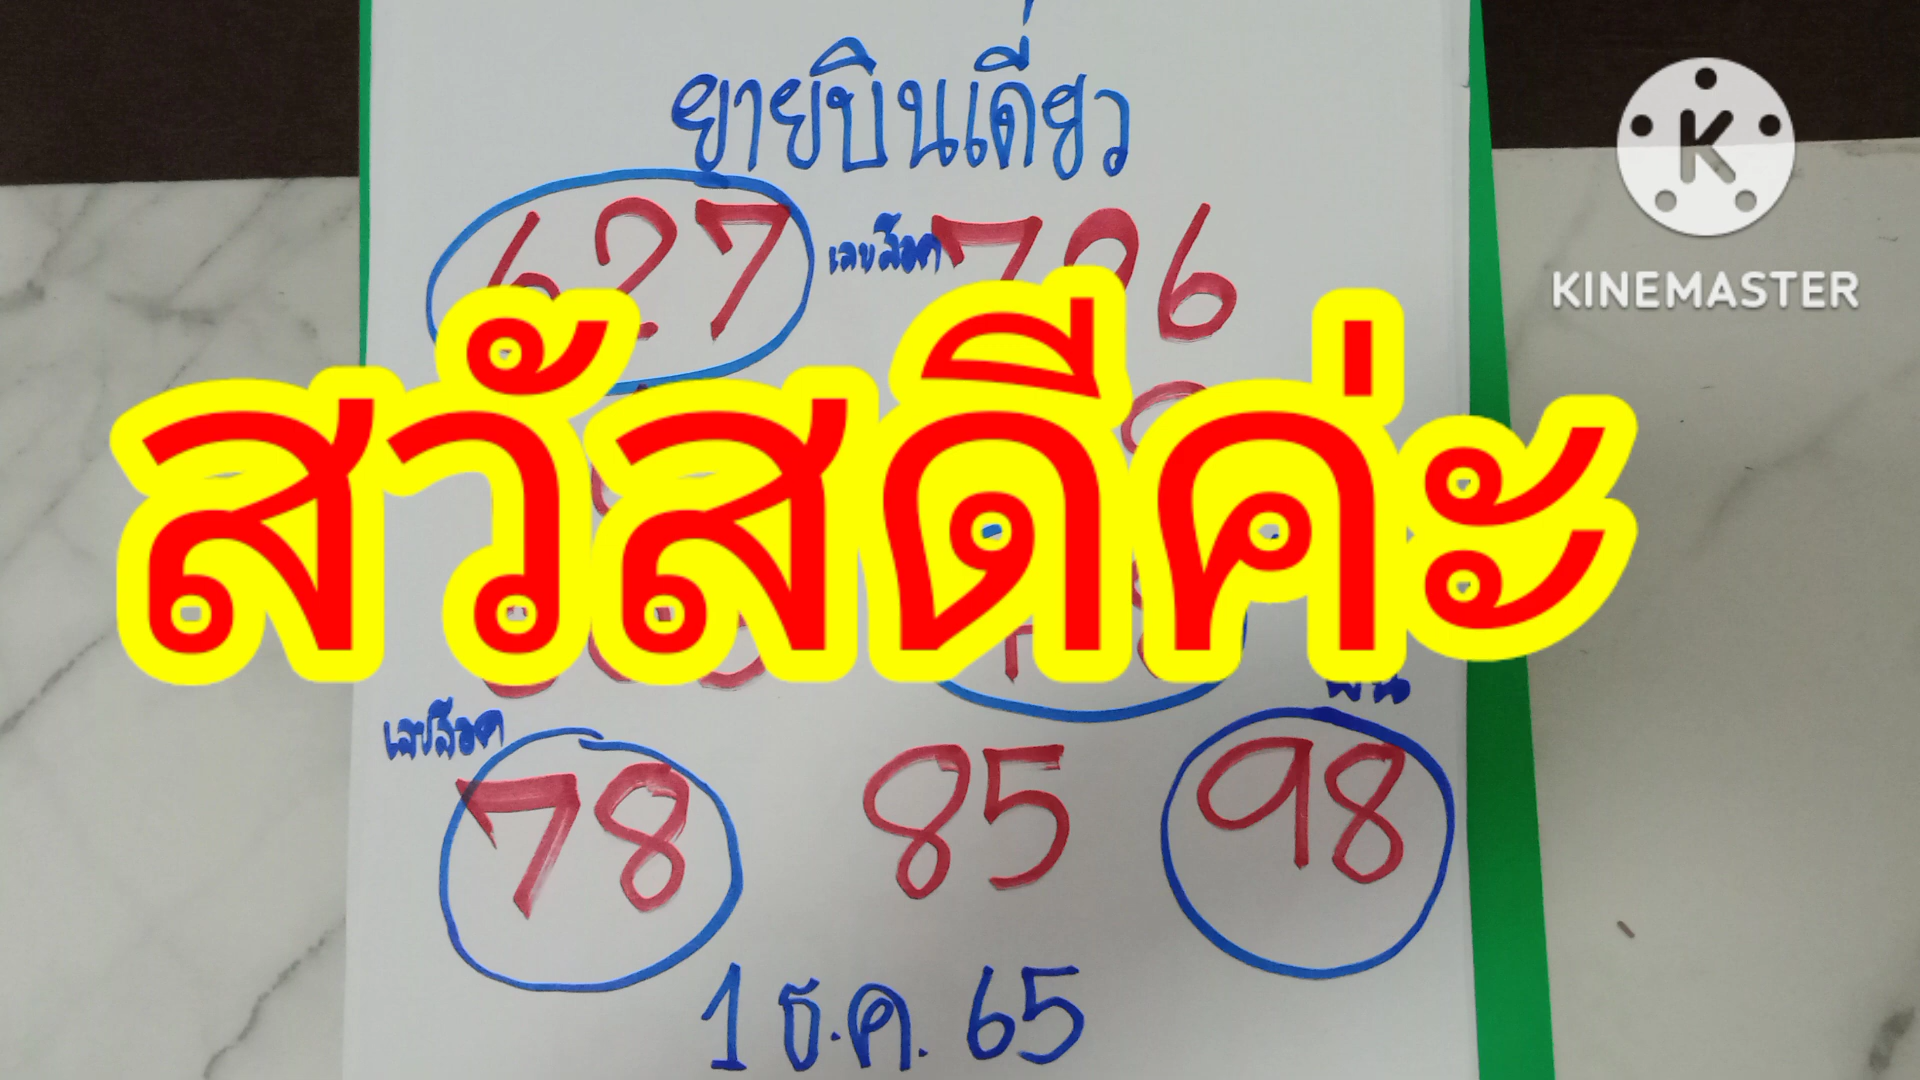 ยายบินเดี่ยว
KINEMASTER
627 เลขล็อค 726
สวัสดีค่ะ
เลขล็อค
78 85 98
1 ธ.ค. 65